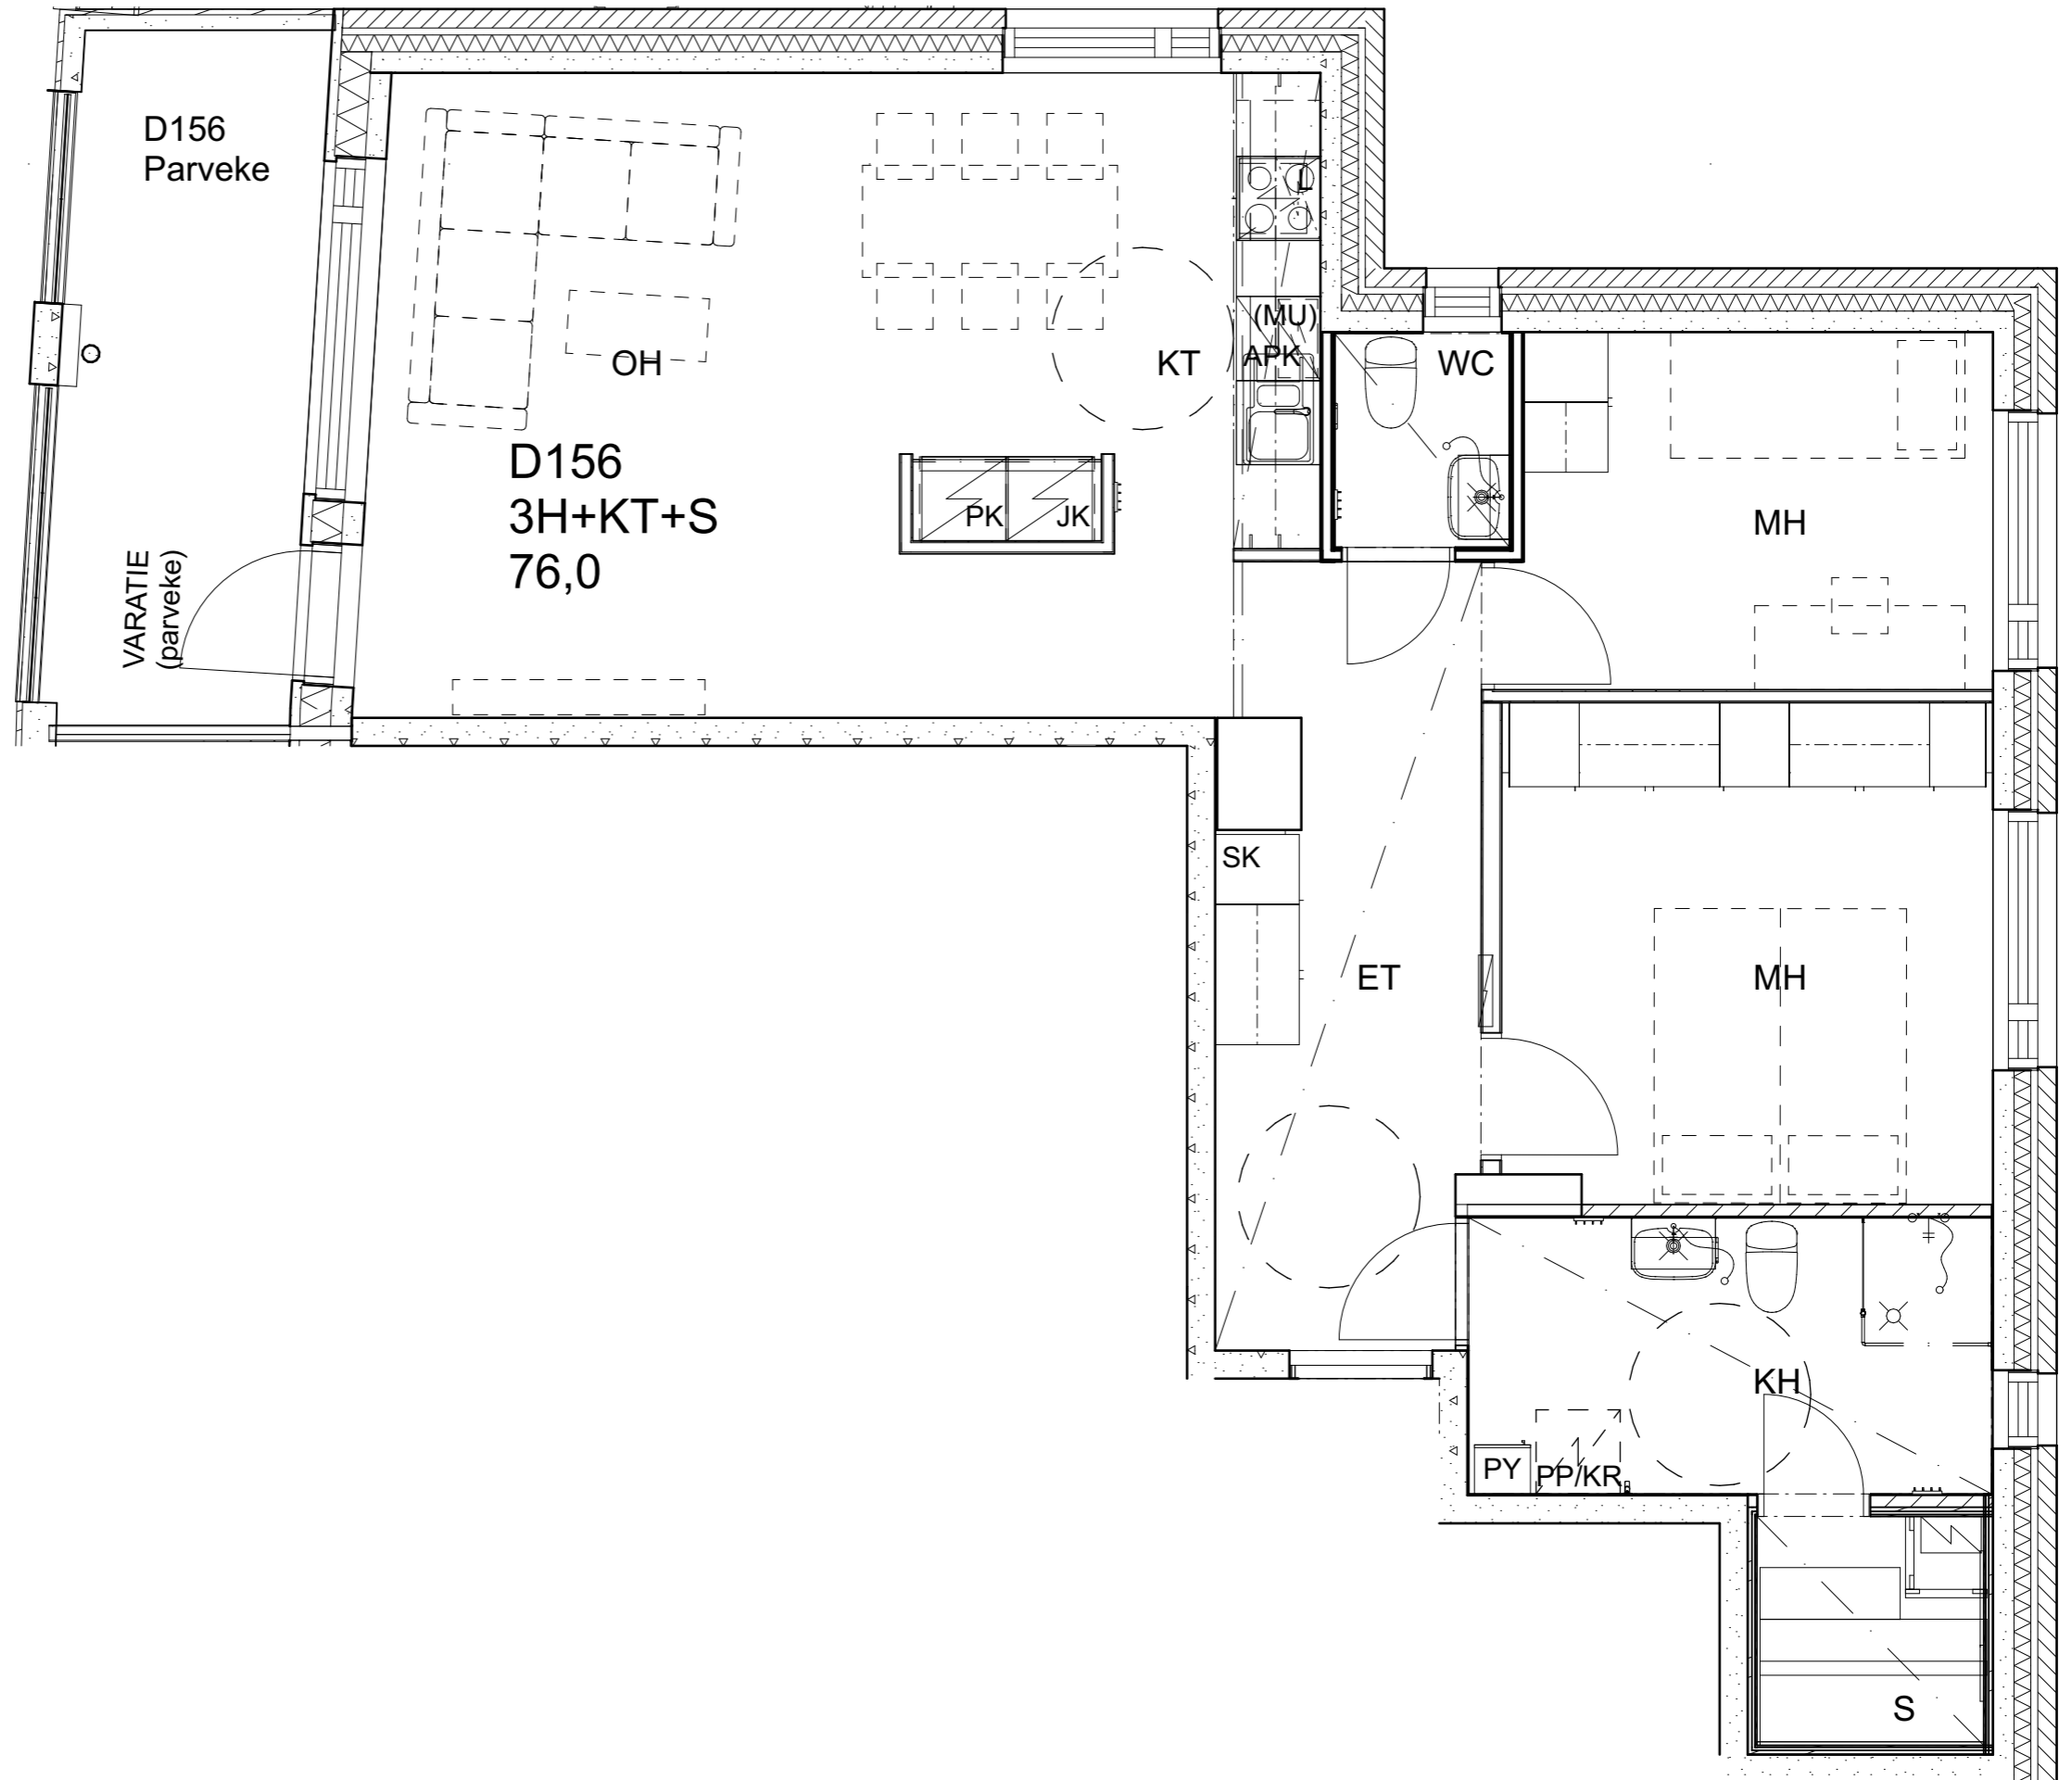 D156
Parveke
L
(MU)
APK
WC
OH
KT
D156
3H+KT+S
76,0
PK
JK
MH
VARATIE
(parveke)
SK
ET
MH
KH
PY
PP/KR
S